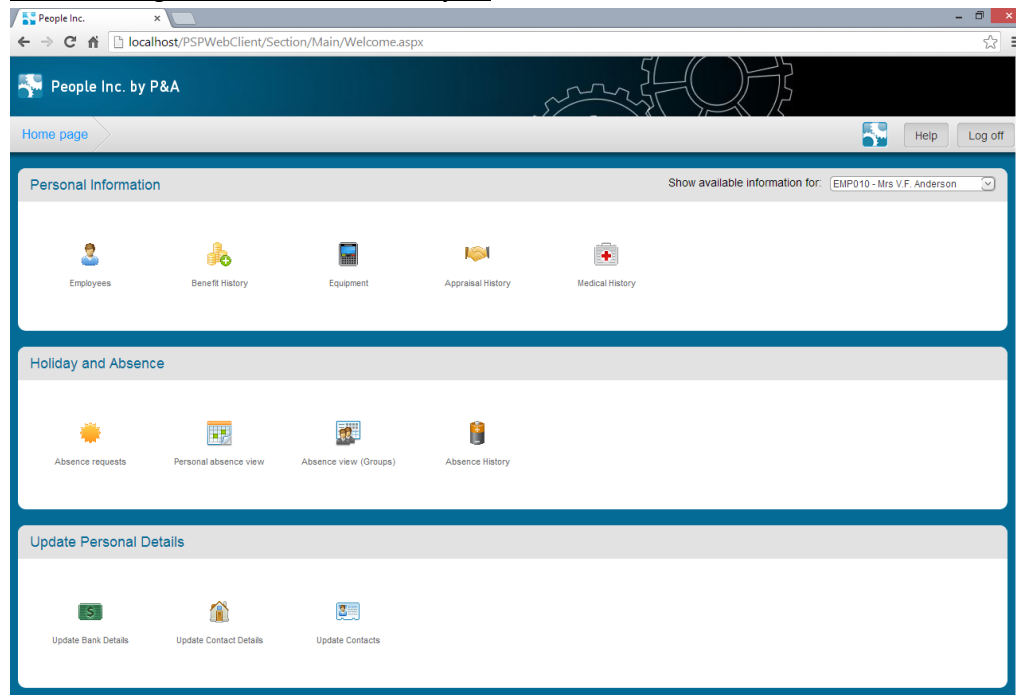 People Inc.
localhost/PSPWebClient/Section/Main/Welcome.aspx
People Inc. by P&A
Home page
Help
Log off
Personal Information
Show available information for:
EMP010 - Mrs V.F. Anderson
Employees
Benefit History
Equipment
Appraisal History
Medical History
Holiday and Absence
Absence requests
Personal absence view
Absence view (Groups)
Absence History
Update Personal Details
Update Bank Details
Update Contact Details
Update Contacts